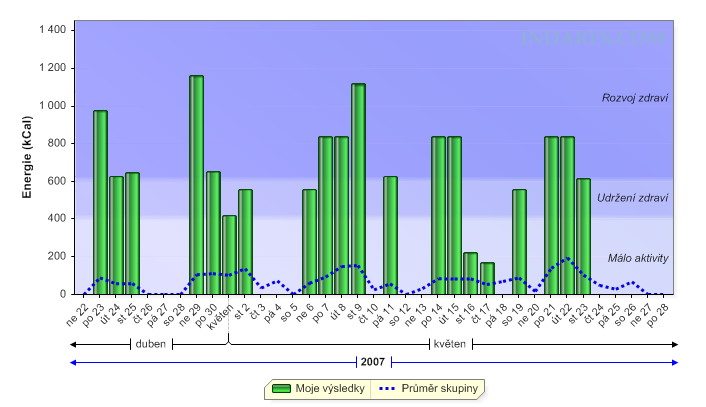 INTERFIT.COM
1 400
1 200
1 000
800
600
400
200
0
Energie (kCal)
Rozvoj zdraví
Udržení zdraví
Málo aktivity
ne 22
po 23
út 24
st 25
čt 26
pá 27
so 28
ne 29
po 30
květen
st 2
čt 3
pá 4
so 5
ne 6
po 7
út 8
st 9
čt 10
pá 11
so 12
ne 13
po 14
út 15
st 16
čt 17
pá 18
so 19
ne 20
po 21
út 22
st 23
čt 24
pá 25
so 26
ne 27
po 28
duben
květen
2007
Moje výsledky
Průměr skupiny